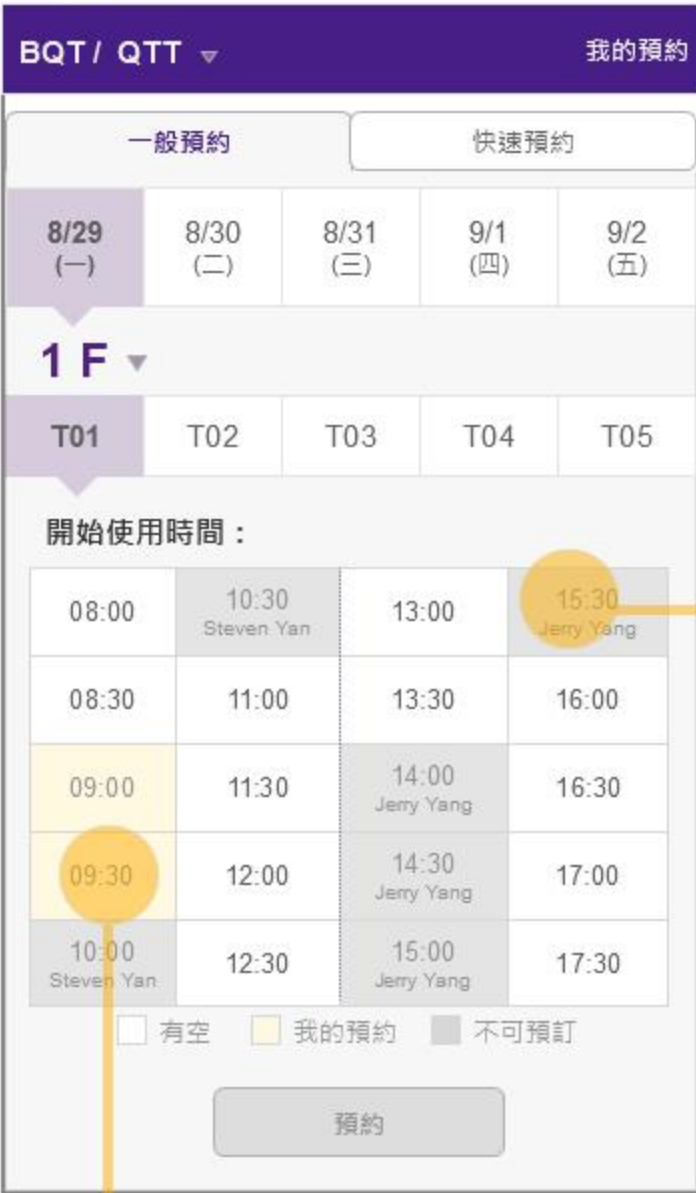 BQT / QTT
我的預約
一般預約
快速預約
8/29
(一)
8/30
(二)
8/31
(三)
9/1
(四)
9/2
(五)
1 F
T01
T02
T03
T04
T05
開始使用時間：
08:00
10:30
Steven Yan
13:00
15:30
Jerry Yang
08:30
11:00
13:30
16:00
09:00
11:30
14:00
Jerry Yang
16:30
09:30
12:00
14:30
Jerry Yang
17:00
10:00
Steven Yan
12:30
15:00
Jerry Yang
17:30
有空
我的預約
不可預訂
預約